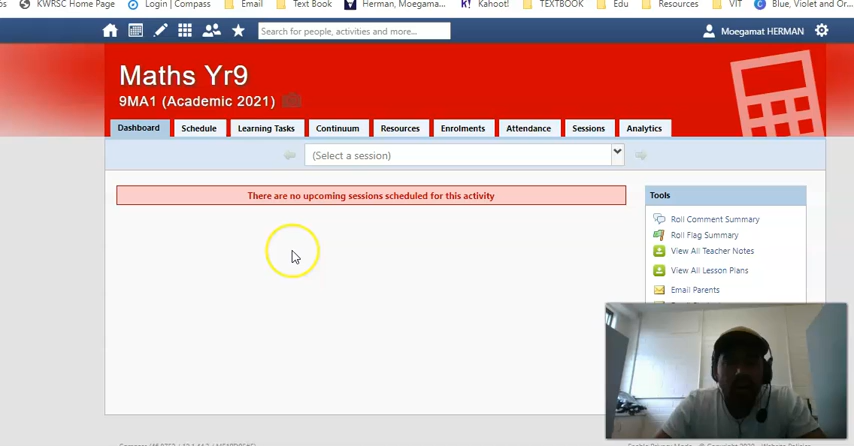 KWRSC Home Page Login | Compass Email Text Book Herman, Moegama... Kahoot! TEXTBOOK Edu Resources VIT Blue, Violet and Or...
Search for people, activities and more... Moegamat HERMAN
Maths Yr9
9MA1 (Academic 2021)
Dashboard Schedule Learning Tasks Continuum Resources Enrolments Attendance Sessions Analytics
(Select a session)
There are no upcoming sessions scheduled for this activity
Tools
Roll Comment Summary
Roll Flag Summary
View All Teacher Notes
View All Lesson Plans
Email Parents